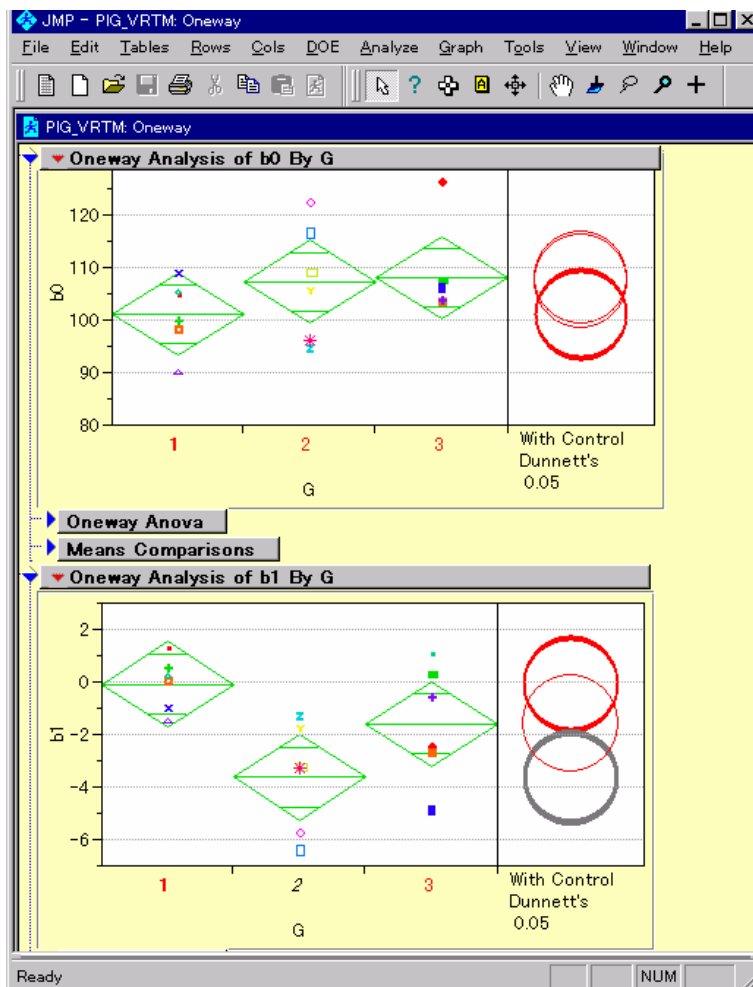 JMP - PIG_VRTM: Oneway
File Edit Tables Rows Cols DOE Analyze Graph Tools View Window Help
PIG_VRTM: Oneway
Oneway Analysis of b0 By G
120
110
100
90
80
b0
1 2 3
G
With Control
Dunnett's
0.05
Oneway Anova
Means Comparisons
Oneway Analysis of b1 By G
2
0
-2
-4
-6
b1
1 2 3
G
With Control
Dunnett's
0.05
Ready
NUM